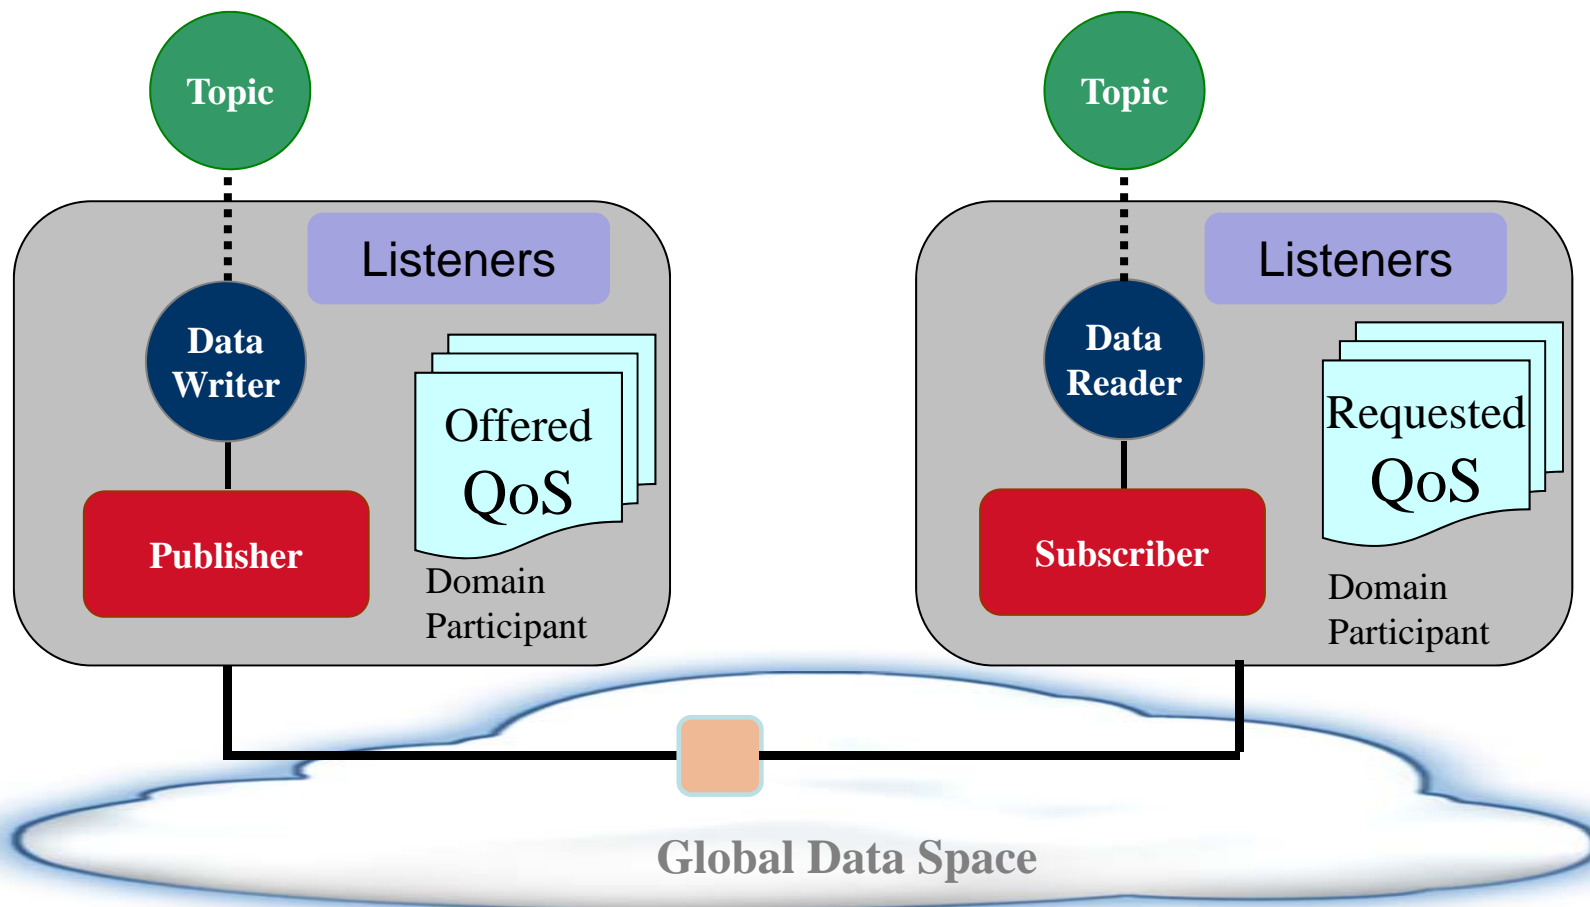 Topic
Listeners
Data
Writer
Offered
QoS
Publisher
Domain
Participant
Topic
Listeners
Data
Reader
Requested
QoS
Subscriber
Domain
Participant
Global Data Space